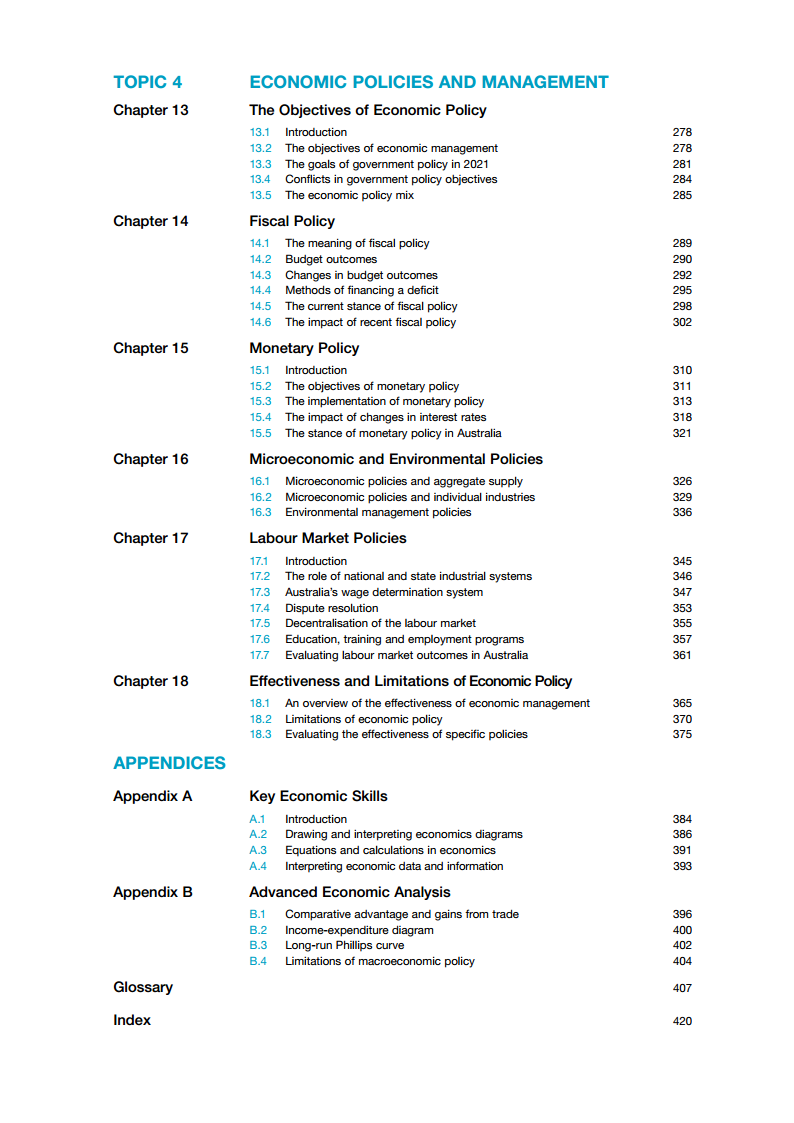 TOPIC 4 ECONOMIC POLICIES AND MANAGEMENT
Chapter 13 The Objectives of Economic Policy
13.1 Introduction 278
13.2 The objectives of economic management 278
13.3 The goals of government policy in 2021 281
13.4 Conflicts in government policy objectives 284
13.5 The economic policy mix 285
Chapter 14 Fiscal Policy
14.1 The meaning of fiscal policy 289
14.2 Budget outcomes 290
14.3 Changes in budget outcomes 292
14.4 Methods of financing a deficit 295
14.5 The current stance of fiscal policy 298
14.6 The impact of recent fiscal policy 302
Chapter 15 Monetary Policy
15.1 Introduction 310
15.2 The objectives of monetary policy 311
15.3 The implementation of monetary policy 313
15.4 The impact of changes in interest rates 318
15.5 The stance of monetary policy in Australia 321
Chapter 16 Microeconomic and Environmental Policies
16.1 Microeconomic policies and aggregate supply 326
16.2 Microeconomic policies and individual industries 329
16.3 Environmental management policies 336
Chapter 17 Labour Market Policies
17.1 Introduction 345
17.2 The role of national and state industrial systems 346
17.3 Australia's wage determination system 347
17.4 Dispute resolution 353
17.5 Decentralisation of the labour market 355
17.6 Education, training and employment programs 357
17.7 Evaluating labour market outcomes in Australia 361
Chapter 18 Effectiveness and Limitations of Economic Policy
18.1 An overview of the effectiveness of economic management 365
18.2 Limitations of economic policy 370
18.3 Evaluating the effectiveness of specific policies 375
APPENDICES
Appendix A Key Economic Skills
A.1 Introduction 384
A.2 Drawing and interpreting economics diagrams 386
A.3 Equations and calculations in economics 391
A.4 Interpreting economic data and information 393
Appendix B Advanced Economic Analysis
B.1 Comparative advantage and gains from trade 396
B.2 Income-expenditure diagram 400
B.3 Long-run Phillips curve 402
B.4 Limitations of macroeconomic policy 404
Glossary 407
Index 420